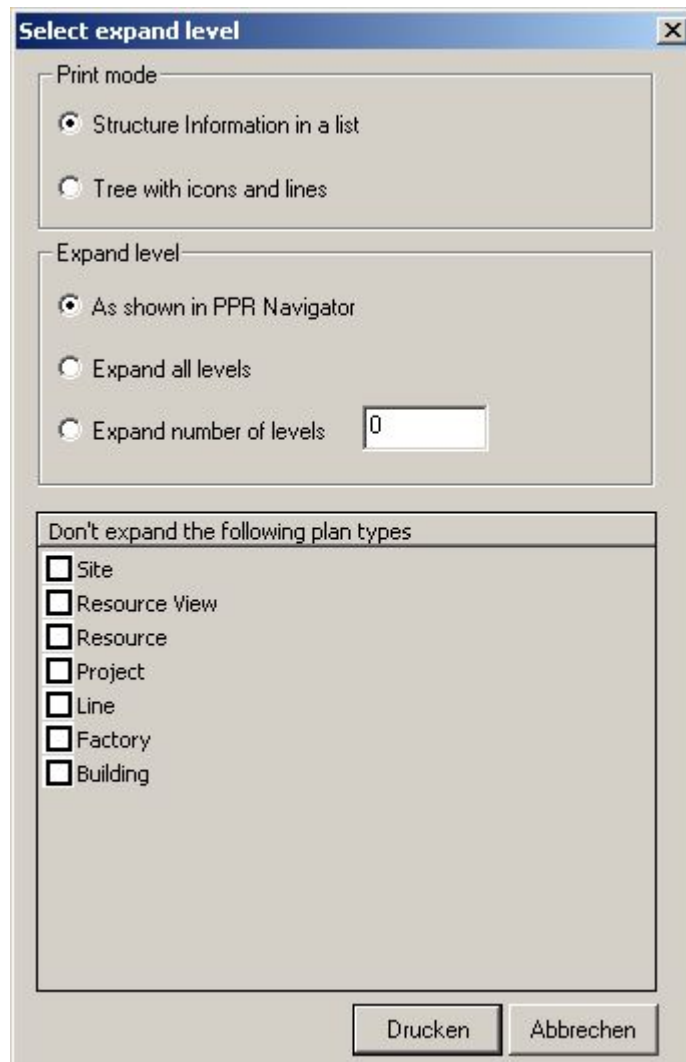 Select expand level
Print mode
Structure Information in a list
Tree with icons and lines
Expand level
As shown in PPR Navigator
Expand all levels
Expand number of levels 0
Don't expand the following plan types
Site
Resource View
Resource
Project
Line
Factory
Building
Drucken Abbrechen